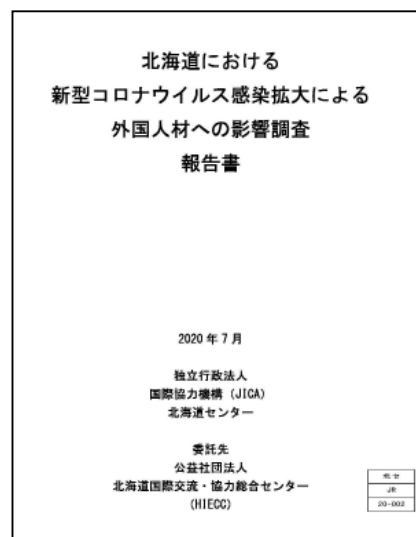 北海道における
新型コロナウイルス感染拡大による
外国人材への影響調査
報告書
2020年7月
独立行政法人
国際協力機構（JICA）
北海道センター
委託先
公益社団法人
北海道国際交流・協力総合センター
(HIECC)
JR
20-002